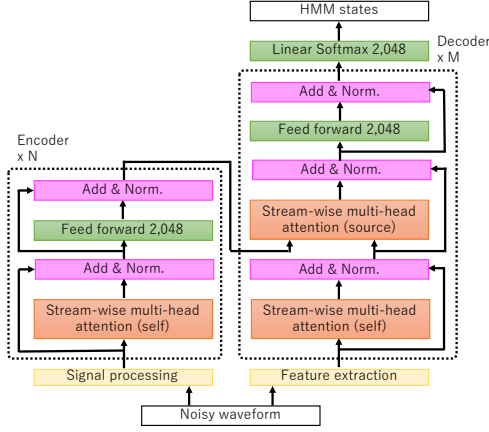 HMM states
Linear Softmax 2,048
Decoder
x M
Add & Norm.
Feed forward 2,048
Add & Norm.
Stream-wise multi-head
attention (source)
Add & Norm.
Stream-wise multi-head
attention (self)
Feature extraction
Encoder
x N
Add & Norm.
Feed forward 2,048
Add & Norm.
Stream-wise multi-head
attention (self)
Signal processing
Noisy waveform